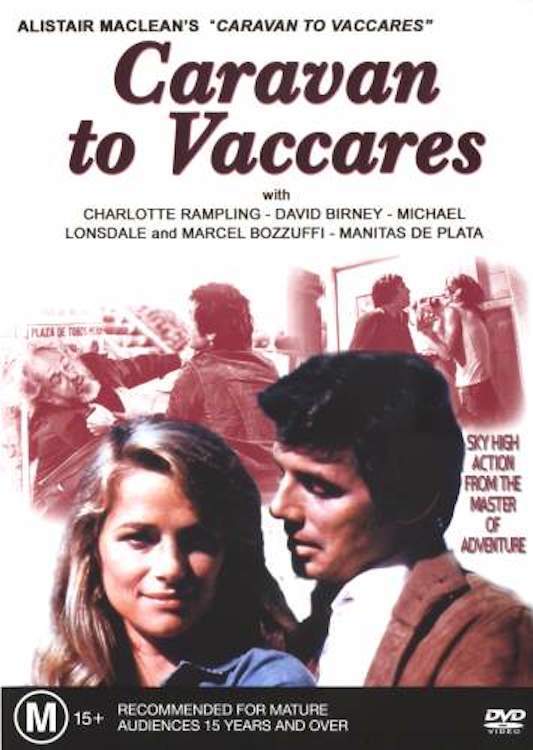 ALISTAIR MACLEAN'S "CARAVAN TO VACCARES"
Caravan
to Vaccares
with
CHARLOTTE RAMPLING - DAVID BIRNEY - MICHAEL
LONSDALE and MARCEL BOZZUFFI - MANITAS DE PLATA
PLAZA DE TOROS
SKY HIGH
ACTION
FROM THE
MASTER
OF
ADVENTURE
M 15+
RECOMMENDED FOR MATURE
AUDIENCES 15 YEARS AND OVER
DVD
VIDEO